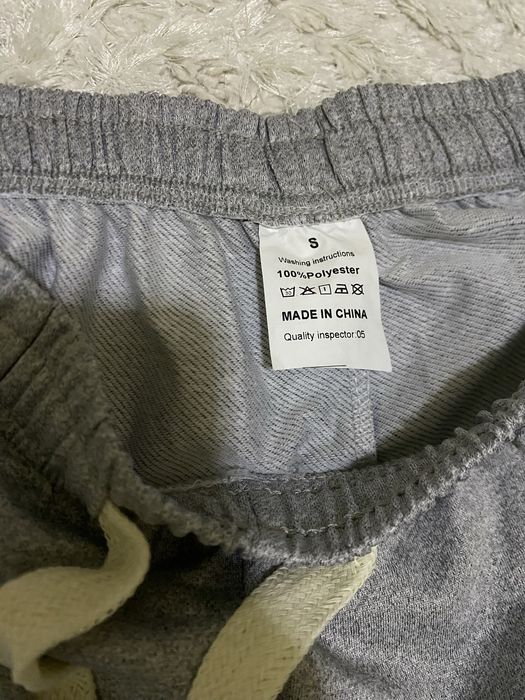 S
Washing instructions
100%Polyester
MADE IN CHINA
Quality inspector:05